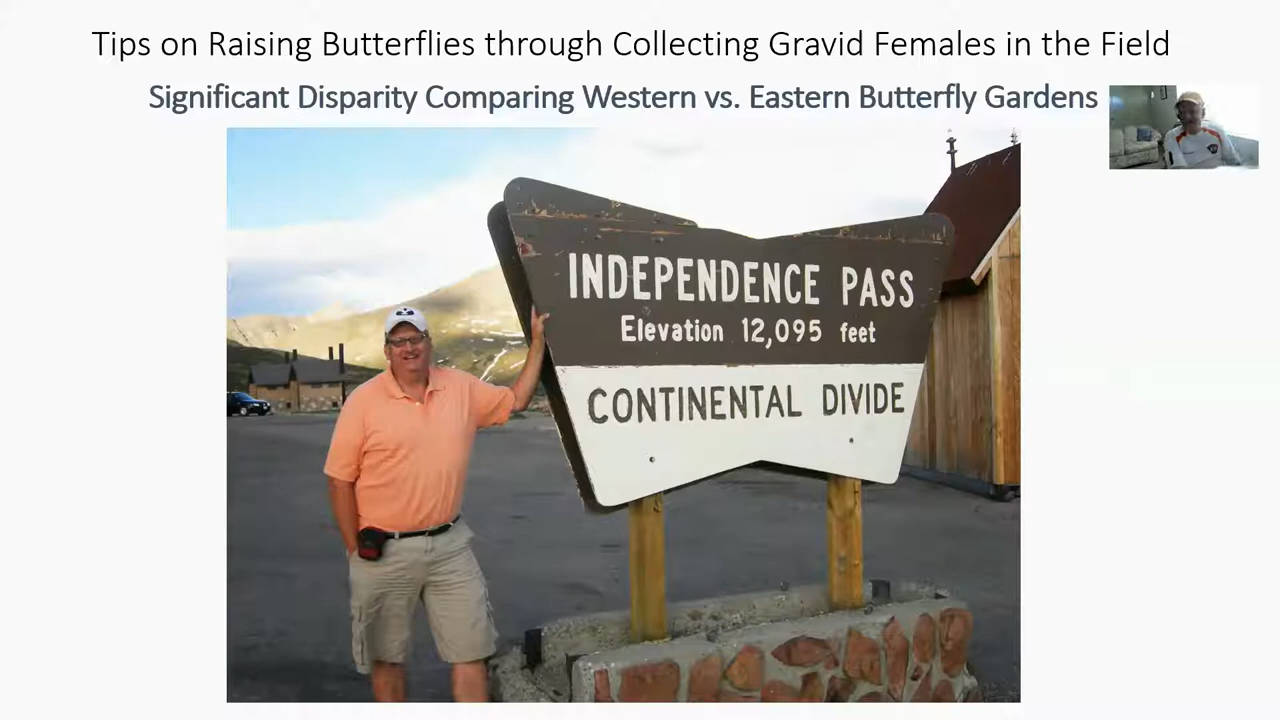 Tips on Raising Butterflies through Collecting Gravid Females in the Field
Significant Disparity Comparing Western vs. Eastern Butterfly Gardens
INDEPENDENCE PASS
Elevation 12,095 feet
CONTINENTAL DIVIDE